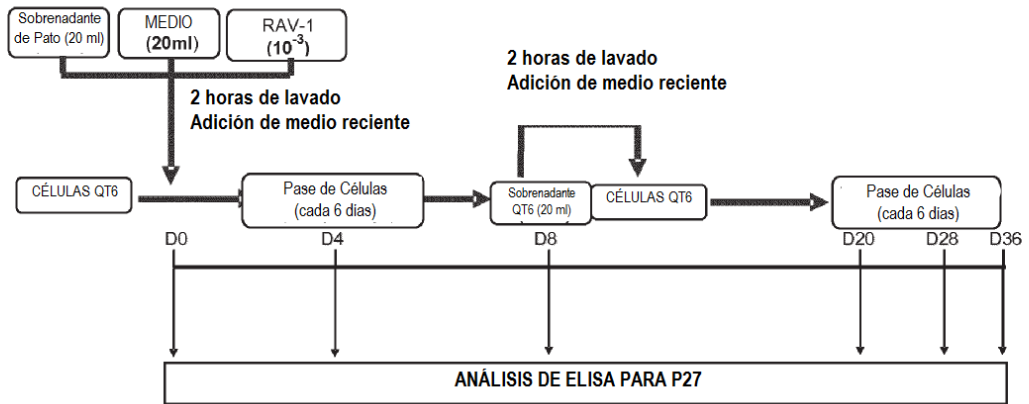 Sobrenadante
de Pato (20 ml)
MEDIO
(20ml)
RAV-1
(10⁻³)
2 horas de lavado
Adición de medio reciente
2 horas de lavado
Adición de medio reciente
CÉLULAS QT6
Pase de Células
(cada 6 dias)
Sobrenadante
QT6 (20 ml)
CÉLULAS QT6
Pase de Células
(cada 6 dias)
D0
D4
D8
D20
D28
D36
ANÁLISIS DE ELISA PARA P27